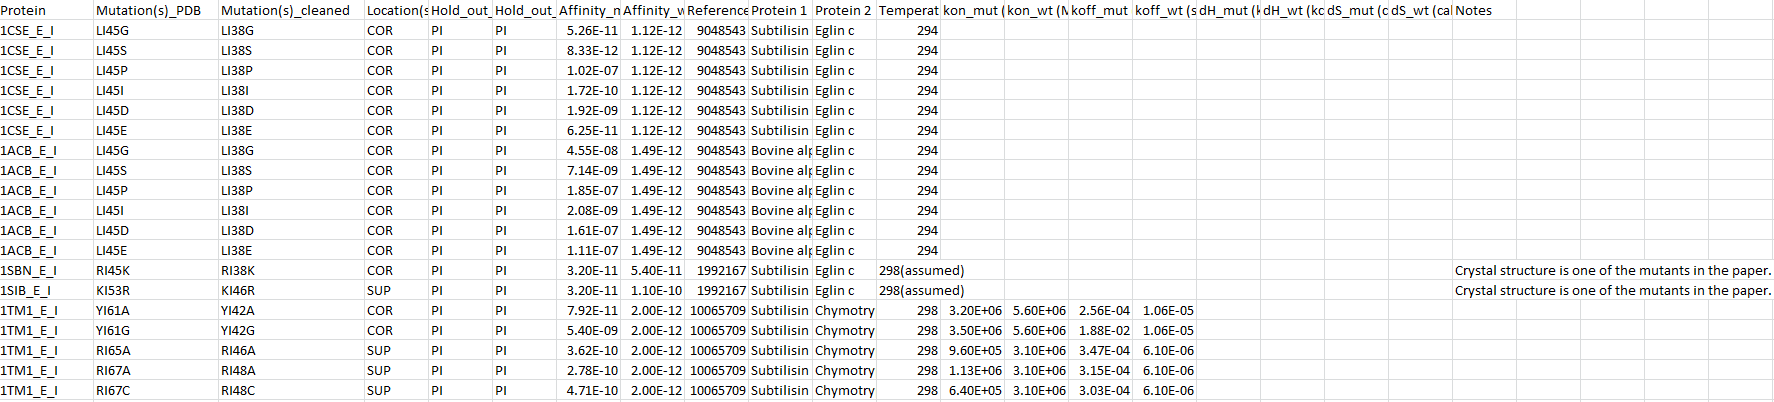 Protein Mutation(s)_PDB Mutation(s)_cleaned Location(s Hold_out_ Hold_out_ Affinity_n Affinity_w Reference Protein 1 Protein 2 Temperat kon_mut ( kon_wt (M koff_mut koff_wt (s dH_mut (k dH_wt (kc dS_mut (c dS_wt (cal Notes
1CSE_E_I LI45G LI38G COR PI PI 5.26E-11 1.12E-12 9048543 Subtilisin Eglin c 294
1CSE_E_I LI45S LI38S COR PI PI 8.33E-12 1.12E-12 9048543 Subtilisin Eglin c 294
1CSE_E_I LI45P LI38P COR PI PI 1.02E-07 1.12E-12 9048543 Subtilisin Eglin c 294
1CSE_E_I LI45I LI38I COR PI PI 1.72E-10 1.12E-12 9048543 Subtilisin Eglin c 294
1CSE_E_I LI45D LI38D COR PI PI 1.92E-09 1.12E-12 9048543 Subtilisin Eglin c 294
1CSE_E_I LI45E LI38E COR PI PI 6.25E-11 1.12E-12 9048543 Subtilisin Eglin c 294
1ACB_E_I LI45G LI38G COR PI PI 4.55E-08 1.49E-12 9048543 Bovine alp Eglin c 294
1ACB_E_I LI45S LI38S COR PI PI 7.14E-09 1.49E-12 9048543 Bovine alp Eglin c 294
1ACB_E_I LI45P LI38P COR PI PI 1.85E-07 1.49E-12 9048543 Bovine alp Eglin c 294
1ACB_E_I LI45I LI38I COR PI PI 2.08E-09 1.49E-12 9048543 Bovine alp Eglin c 294
1ACB_E_I LI45D LI38D COR PI PI 1.61E-07 1.49E-12 9048543 Bovine alp Eglin c 294
1ACB_E_I LI45E LI38E COR PI PI 1.11E-07 1.49E-12 9048543 Bovine alp Eglin c 294
1SBN_E_I RI45K RI38K COR PI PI 3.20E-11 5.40E-11 1992167 Subtilisin Eglin c 298(assumed) Crystal structure is one of the mutants in the paper.
1SIB_E_I KI53R KI46R SUP PI PI 3.20E-11 1.10E-10 1992167 Subtilisin Eglin c 298(assumed) Crystal structure is one of the mutants in the paper.
1TM1_E_I YI61A YI42A COR PI PI 7.92E-11 2.00E-12 10065709 Subtilisin Chymotry 298 3.20E+06 5.60E+06 2.56E-04 1.06E-05
1TM1_E_I YI61G YI42G COR PI PI 5.40E-09 2.00E-12 10065709 Subtilisin Chymotry 298 3.50E+06 5.60E+06 1.88E-02 1.06E-05
1TM1_E_I RI65A RI46A SUP PI PI 3.62E-10 2.00E-12 10065709 Subtilisin Chymotry 298 9.60E+05 3.10E+06 3.47E-04 6.10E-06
1TM1_E_I RI67A RI48A SUP PI PI 2.78E-10 2.00E-12 10065709 Subtilisin Chymotry 298 1.13E+06 3.10E+06 3.15E-04 6.10E-06
1TM1_E_I RI67C RI48C SUP PI PI 4.71E-10 2.00E-12 10065709 Subtilisin Chymotry 298 6.40E+05 3.10E+06 3.03E-04 6.10E-06